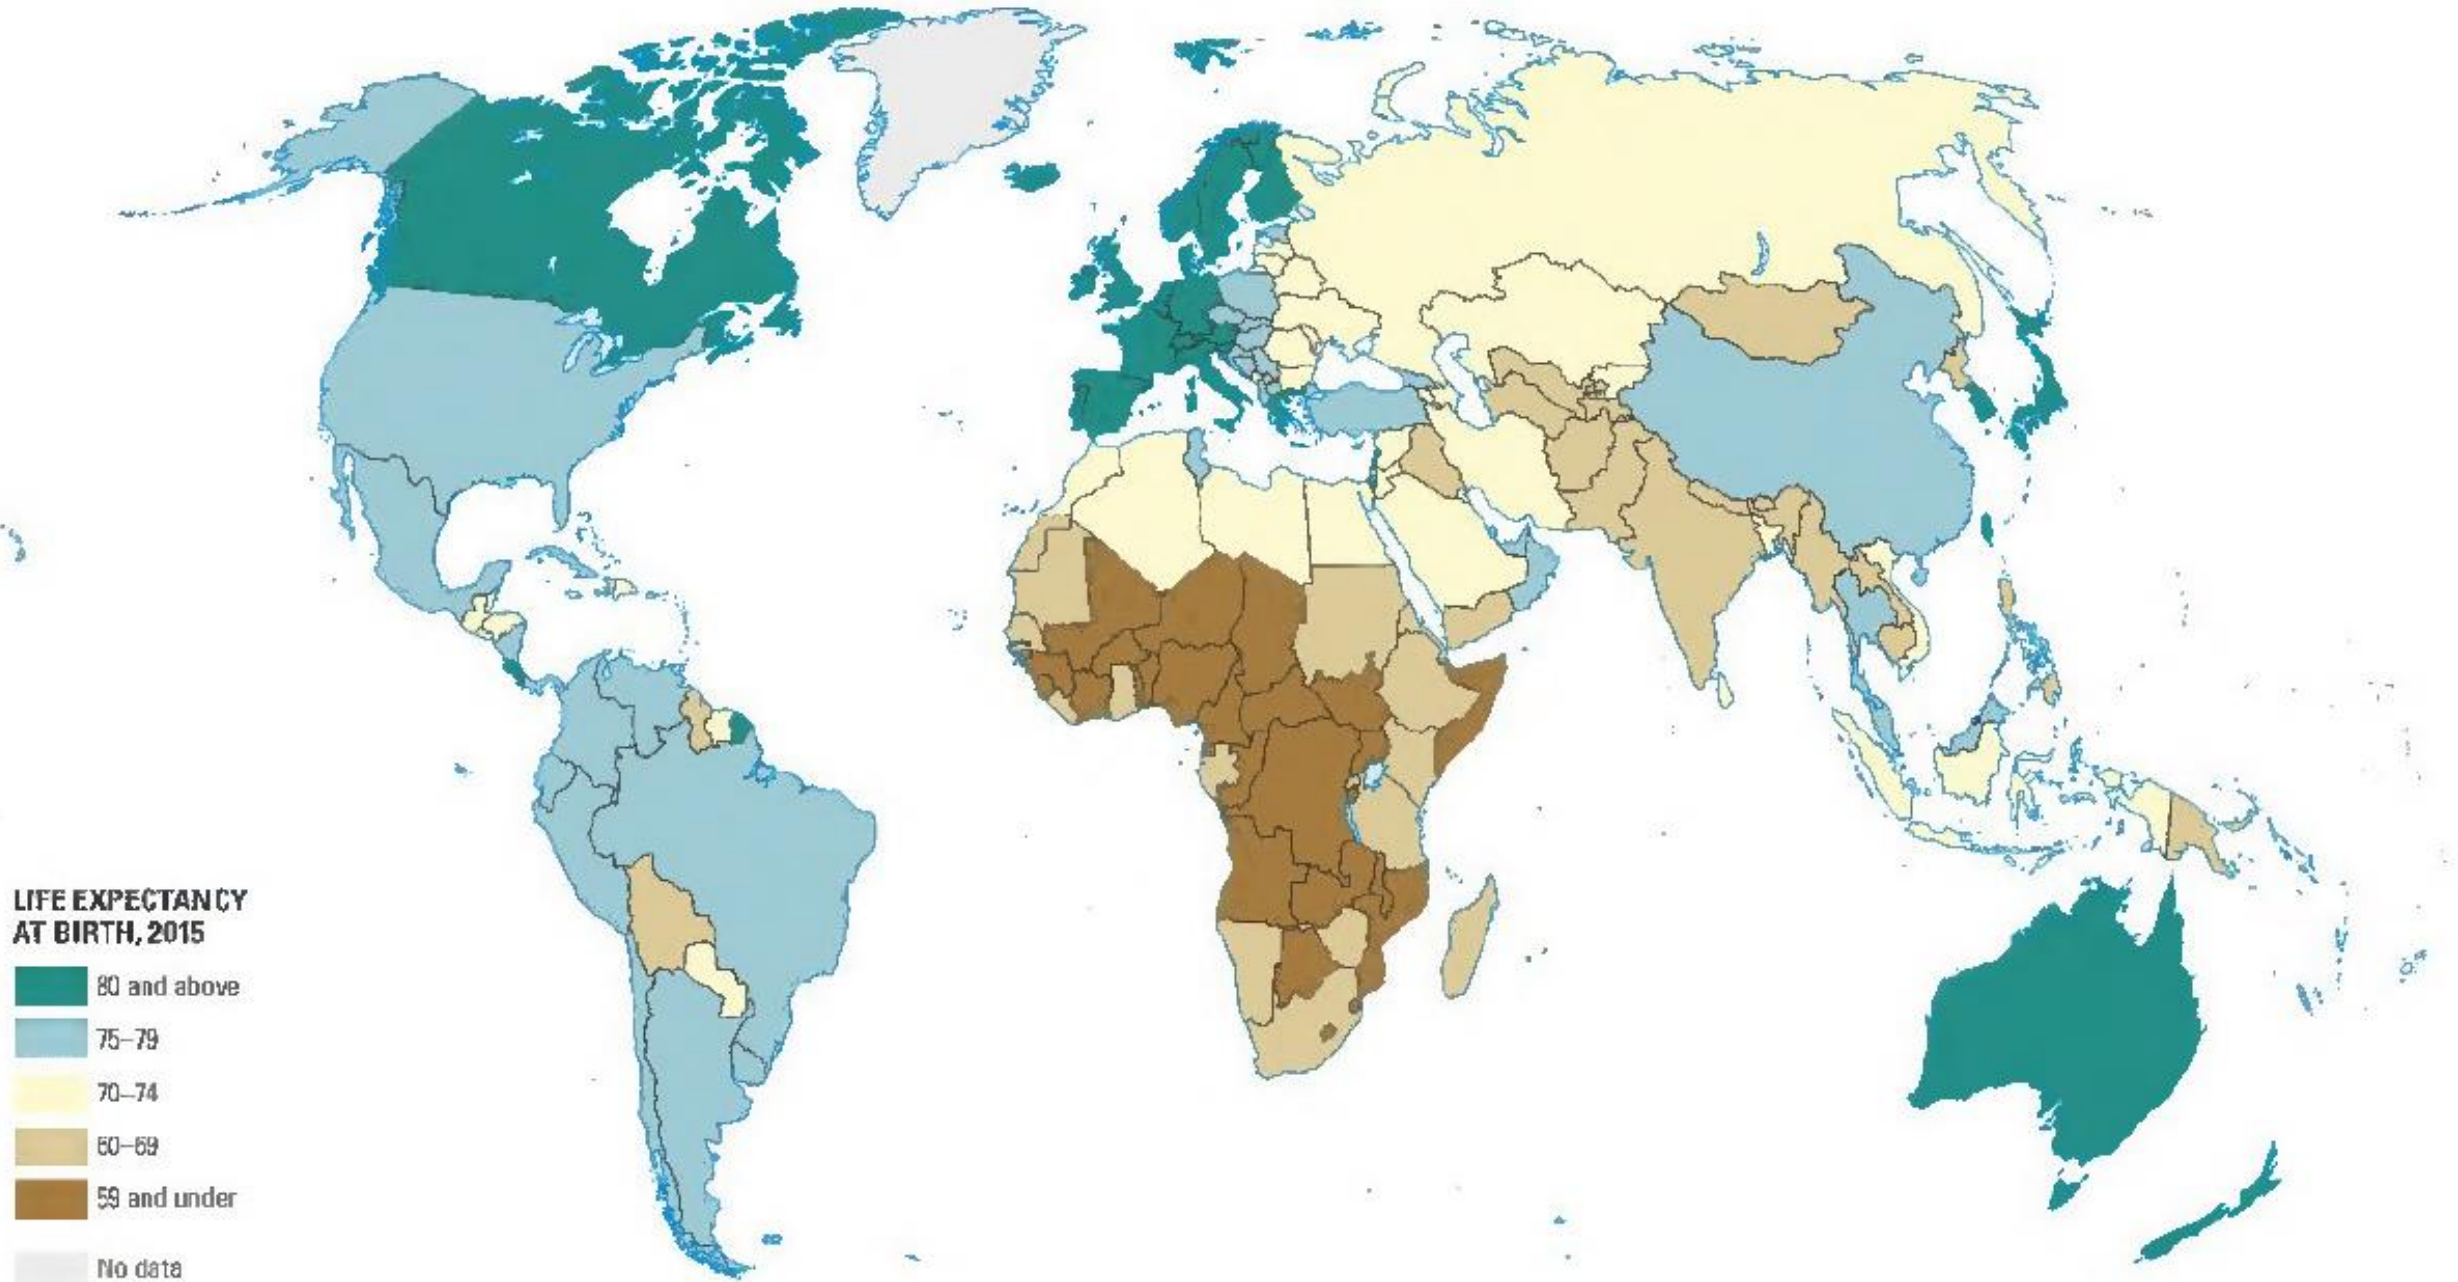 LIFE EXPECTANCY
AT BIRTH, 2015
80 and above
75–79
70–74
60–69
59 and under
No data